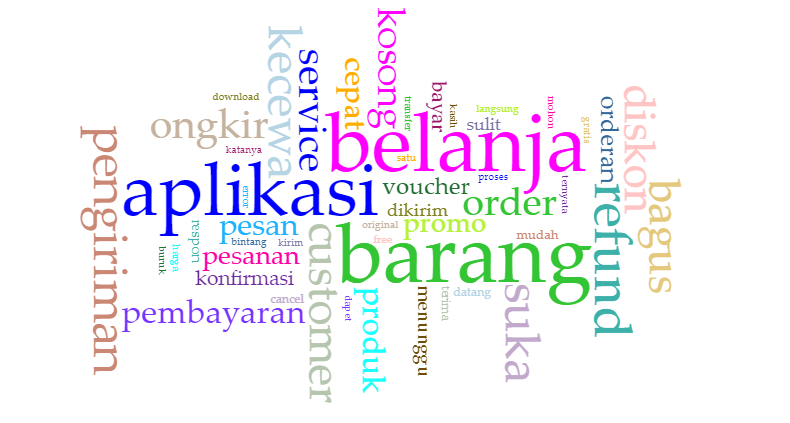 kosong
kecewa
service
cepat
download
bayar
transfer
kasih
langsung
mohon
gratis
orderan
diskon
ongkir
sulit
belanja
pengiriman
katanya
satu
proses
ternyata
bagus
aplikasi
error
voucher
order
refund
dikirim
pesan
respon
bintang
kirim
original
promo
mudah
customer
free
barang
buruk
harga
pesanan
konfirmasi
cancel
dapet
produk
menunggu
terima
datang
suka
pembayaran